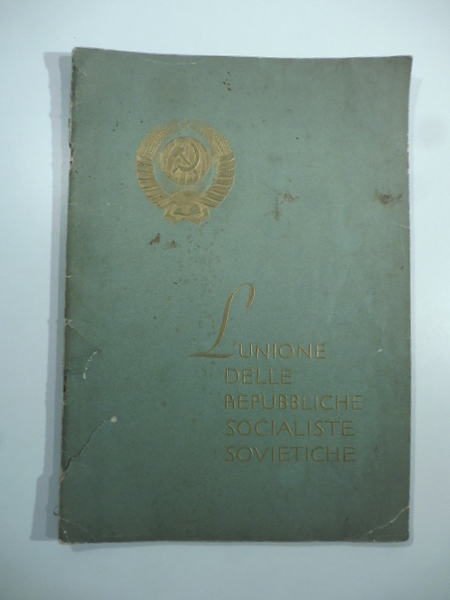 L'UNIONE
DELLE
REPUBBLICHE
SOCIALISTE
SOVIETICHE